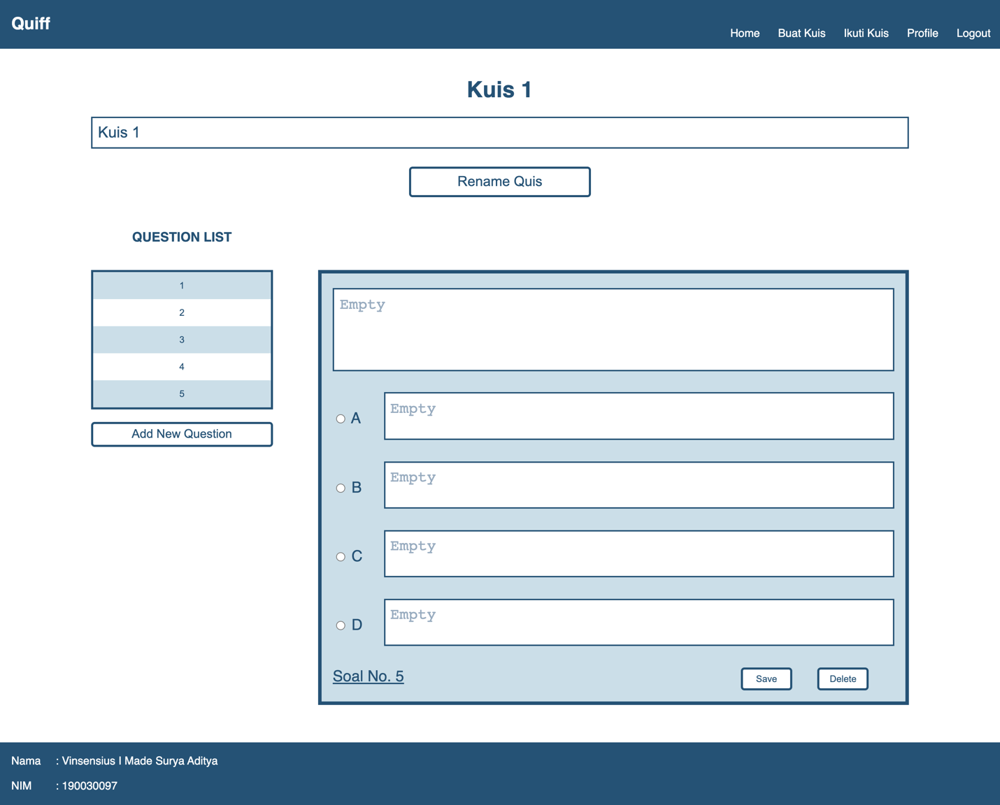 Quiff
Home Buat Kuis Ikuti Kuis Profile Logout
Kuis 1
Kuis 1
Rename Quis
QUESTION LIST
1
2
3
4
5
Add New Question
Empty
A Empty
B Empty
C Empty
D Empty
Soal No. 5 Save Delete
Nama : Vinsensius I Made Surya Aditya
NIM : 190030097